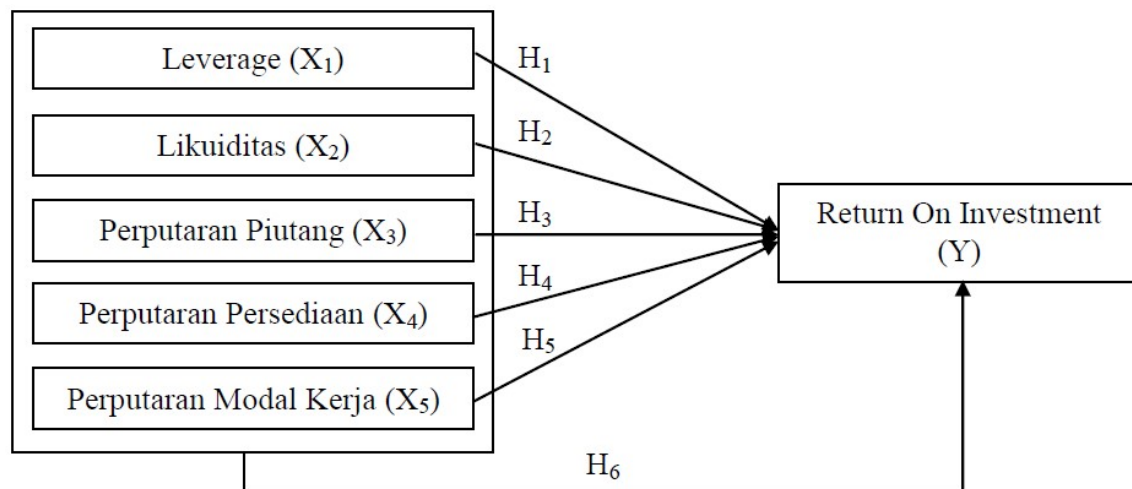 Leverage (X₁)
H₁
Likuiditas (X₂)
H₂
Perputaran Piutang (X₃)
H₃
Return On Investment
(Y)
Perputaran Persediaan (X₄)
H₄
Perputaran Modal Kerja (X₅)
H₅
H₆